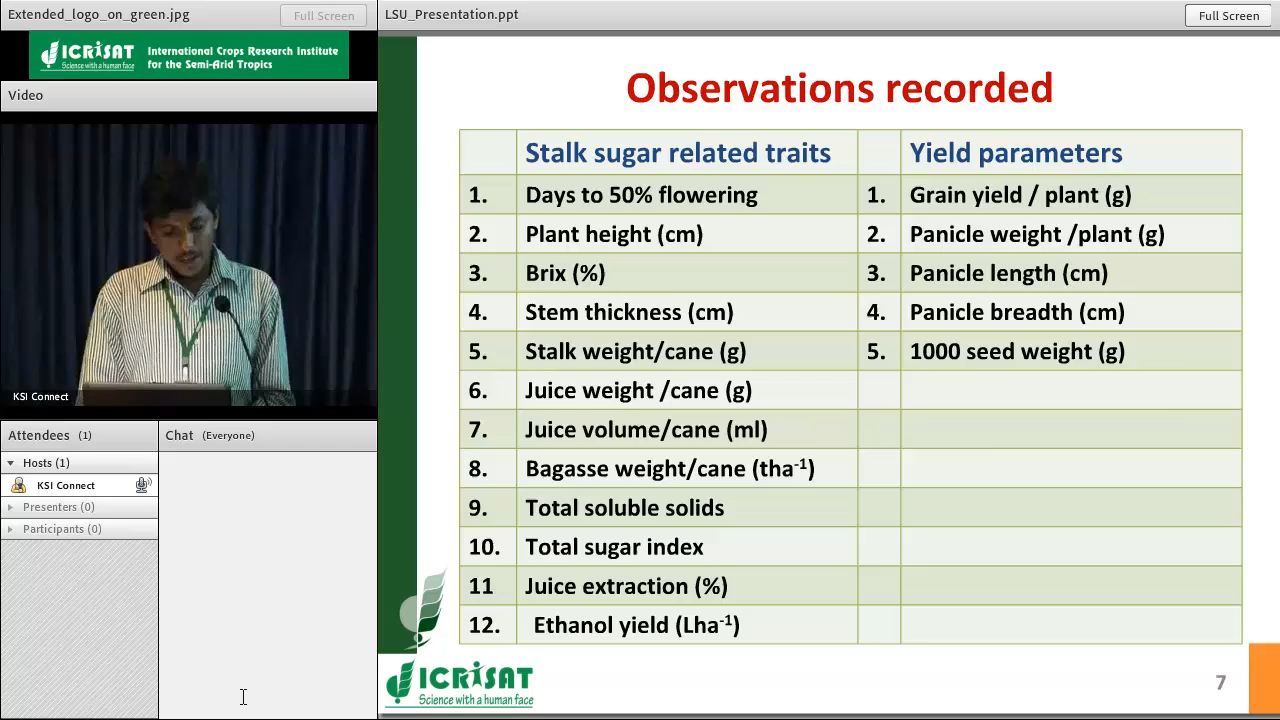 Extended_logo_on_green.jpg
Full Screen
LSU_Presentation.ppt
Full Screen
ICRISAT
Science with a human face
International Crops Research Institute
for the Semi-Arid Tropics
Video
KSI Connect
Attendees (1)
Hosts (1)
KSI Connect
Presenters (0)
Participants (0)
Chat (Everyone)
Observations recorded
Stalk sugar related traits Yield parameters
1. Days to 50% flowering 1. Grain yield / plant (g)
2. Plant height (cm) 2. Panicle weight /plant (g)
3. Brix (%) 3. Panicle length (cm)
4. Stem thickness (cm) 4. Panicle breadth (cm)
5. Stalk weight/cane (g) 5. 1000 seed weight (g)
6. Juice weight /cane (g)
7. Juice volume/cane (ml)
8. Bagasse weight/cane (tha⁻¹)
9. Total soluble solids
10. Total sugar index
11 Juice extraction (%)
12. Ethanol yield (Lha⁻¹)
ICRISAT
Science with a human face
7